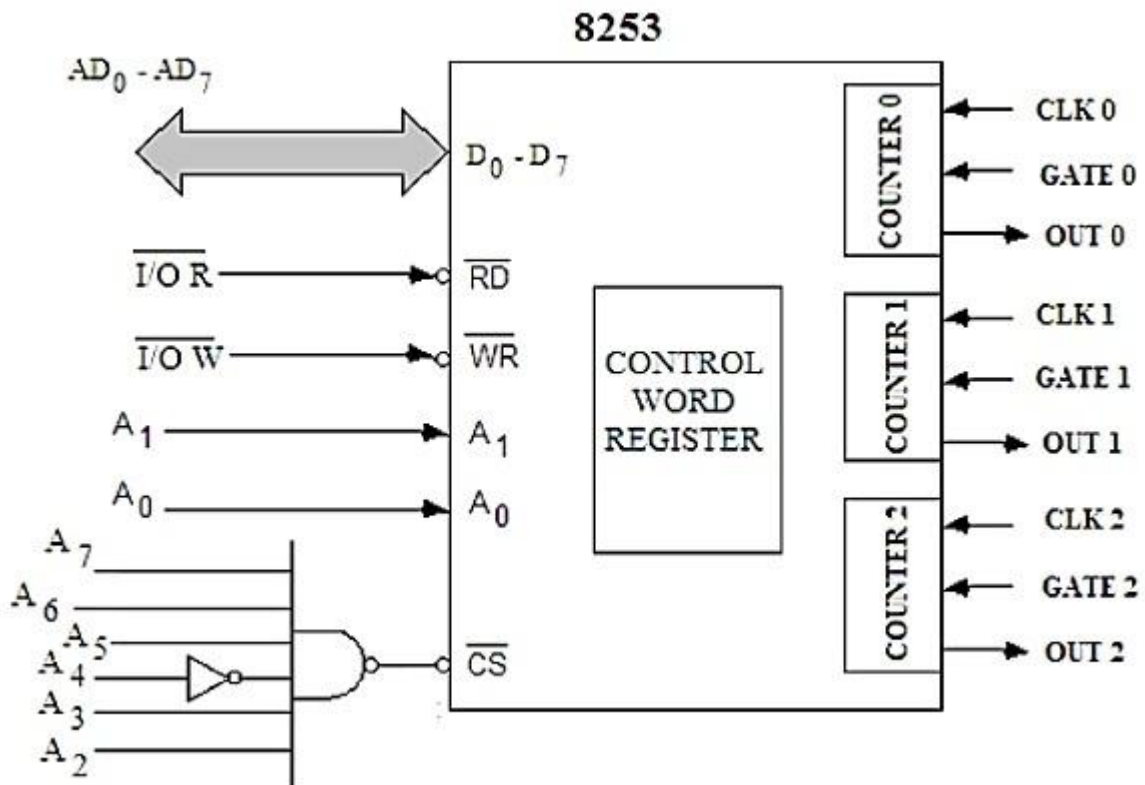 8253
AD0 - AD7
D0 - D7
I/O R
RD
I/O W
WR
A1
A1
A0
A0
A7
A6
A5
A4
A3
A2
CS
CONTROL
WORD
REGISTER
COUNTER 0
CLK 0
GATE 0
OUT 0
COUNTER 1
CLK 1
GATE 1
OUT 1
COUNTER 2
CLK 2
GATE 2
OUT 2